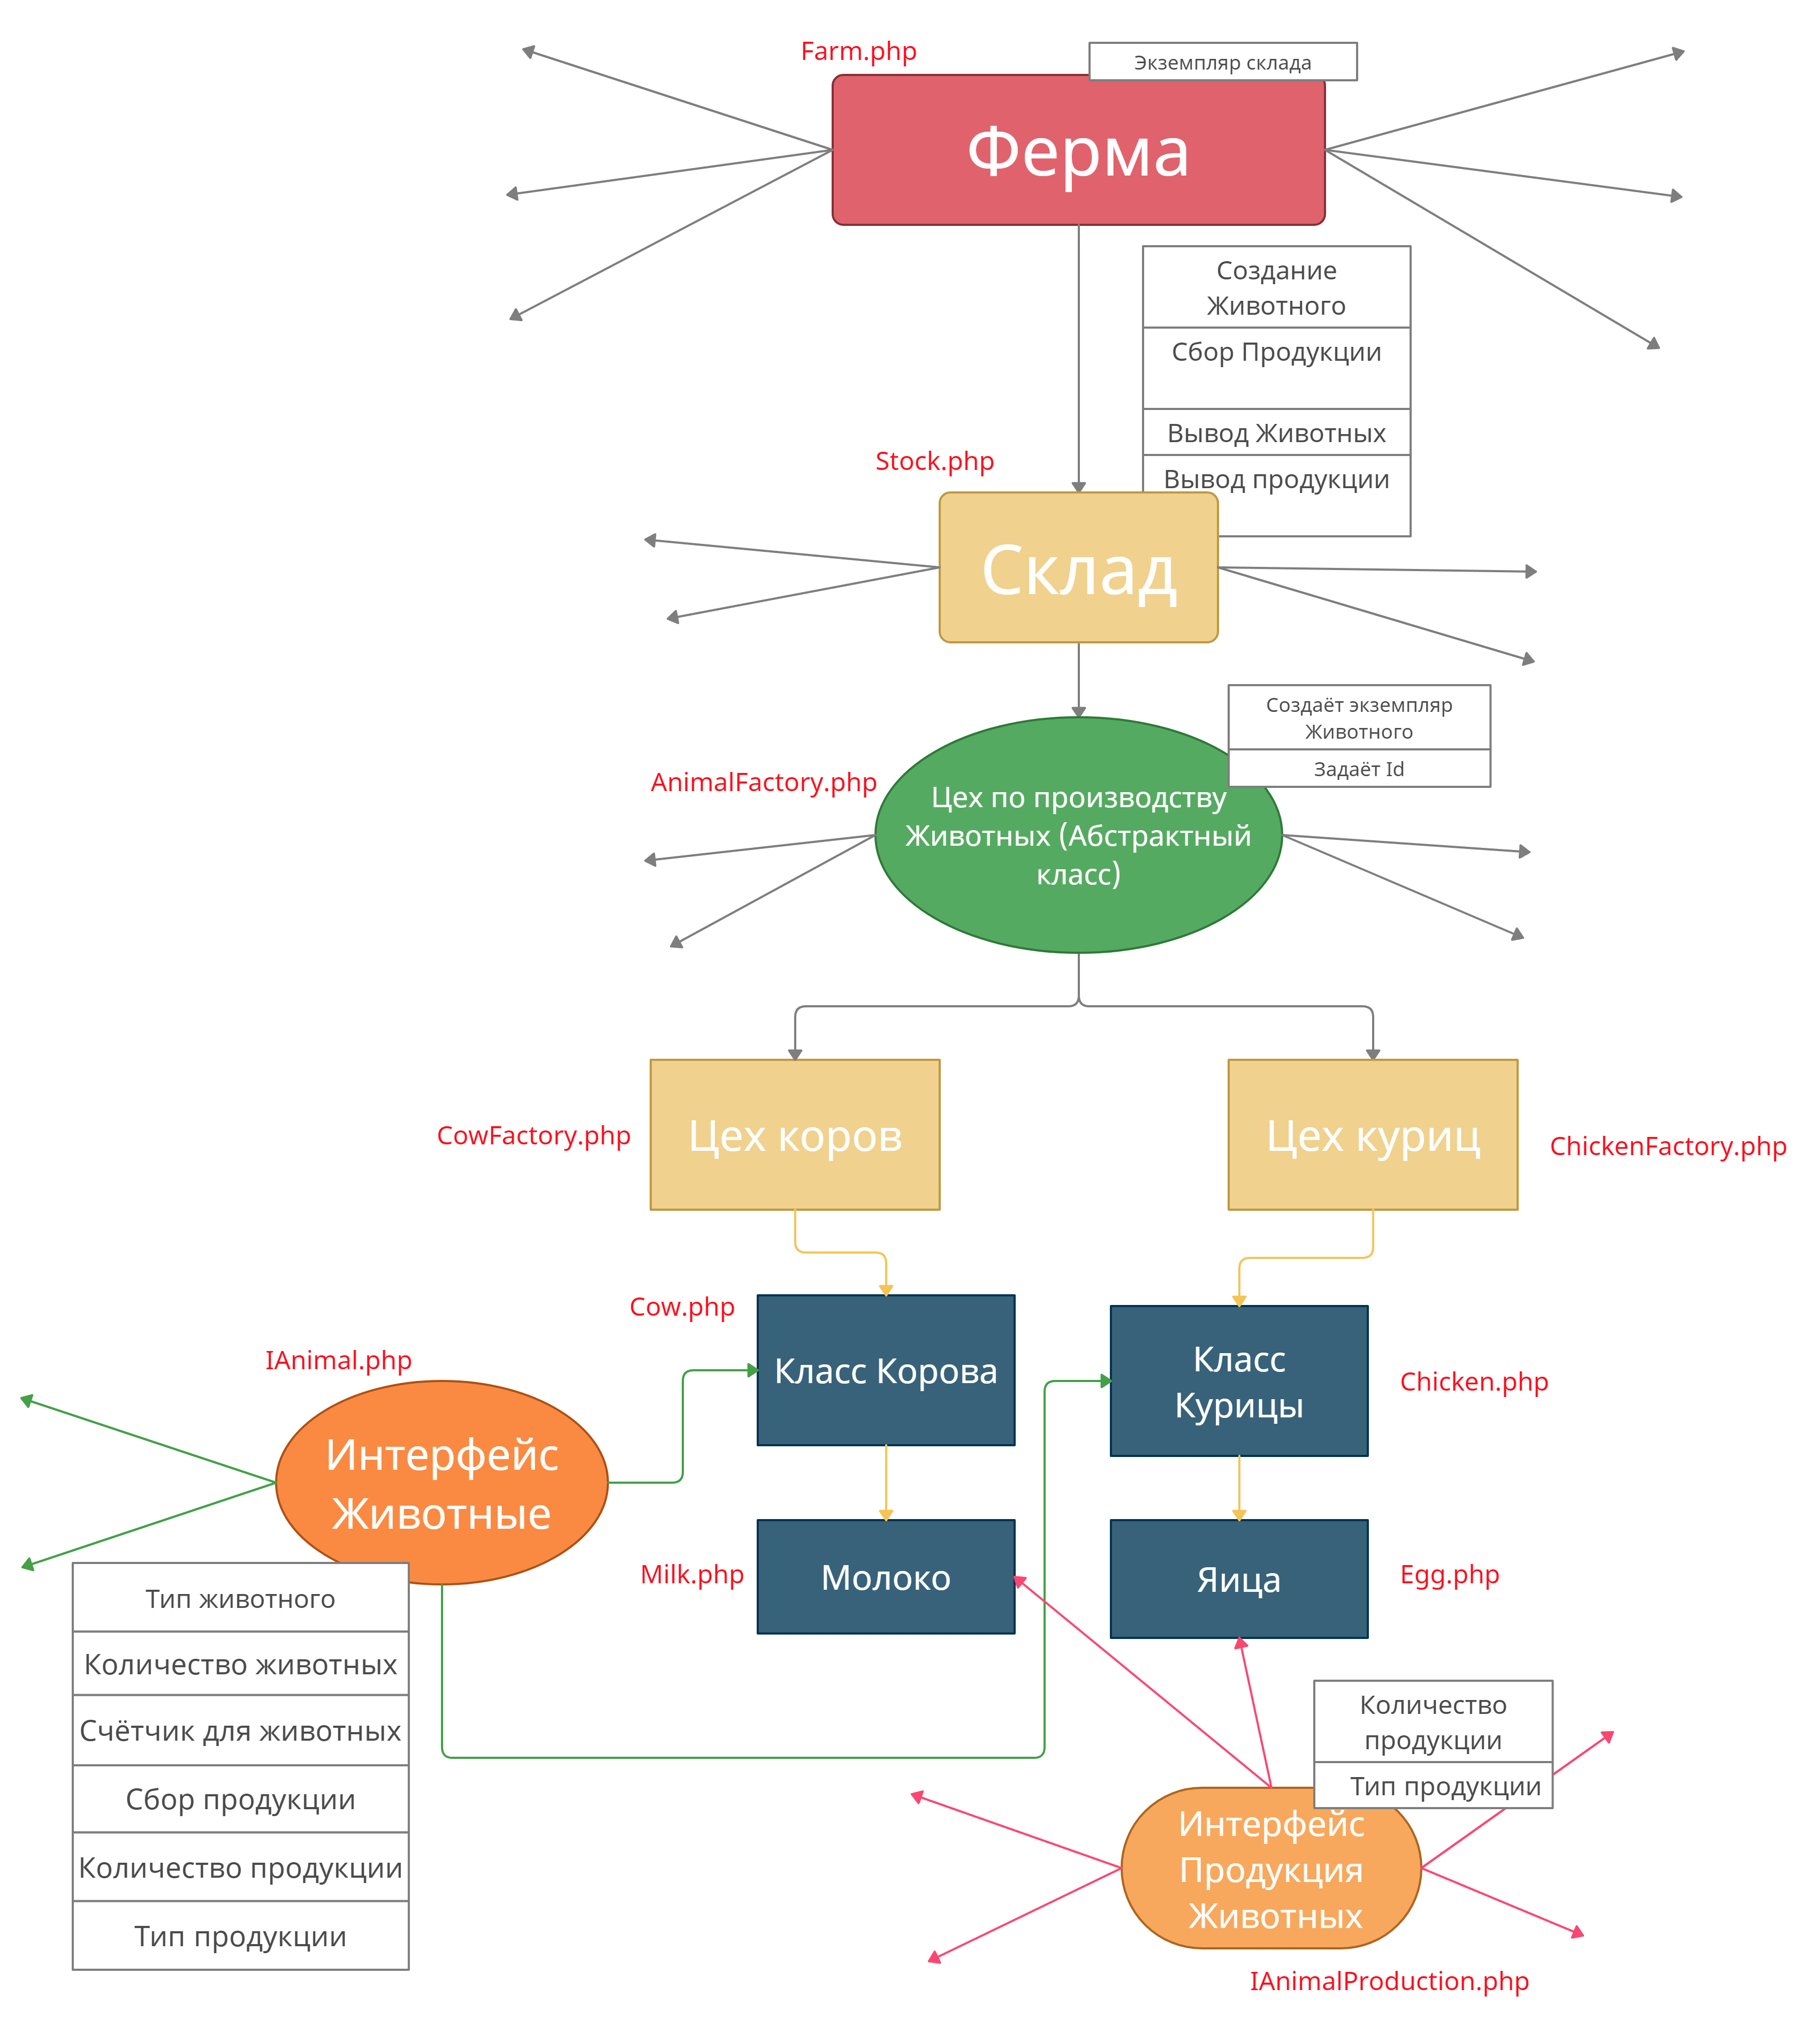 Farm.php
Экземпляр склада
Ферма
Создание
Животного
Сбор Продукции
Вывод Животных
Stock.php
Вывод продукции
Склад
Создаёт экземпляр
Животного
Задаёт Id
AnimalFactory.php
Цех по производству
Животных (Абстрактный
класс)
CowFactory.php
Цех коров
Цех куриц
ChickenFactory.php
Cow.php
Класс Корова
Класс
Курицы
Chicken.php
IAnimal.php
Интерфейс
Животные
Milk.php
Молоко
Яица
Egg.php
Тип животного
Количество животных
Счётчик для животных
Сбор продукции
Количество продукции
Тип продукции
Количество
продукции
Тип продукции
Интерфейс
Продукция
Животных
IAnimalProduction.php